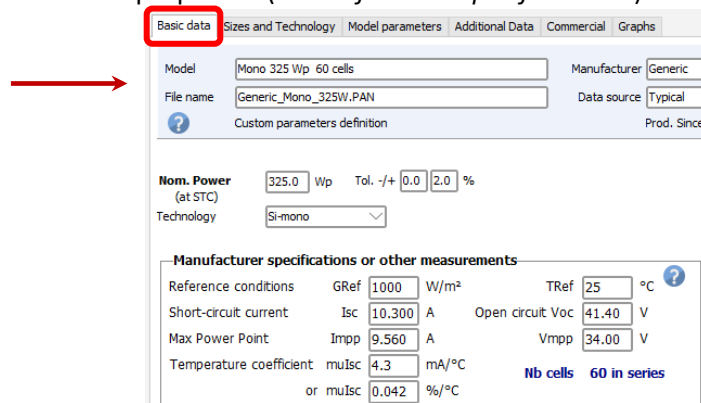 Basic data Sizes and Technology Model parameters Additional Data Commercial Graphs
Model Mono 325 Wp 60 cells Manufacturer Generic
File name Generic_Mono_325W.PAN Data source Typical
? Custom parameters definition Prod. Since
Nom. Power 325.0 Wp Tol. -/+ 0.0 2.0 %
(at STC)
Technology Si-mono
Manufacturer specifications or other measurements
?
Reference conditions GRef 1000 W/m² TRef 25 °C
Short-circuit current Isc 10.300 A Open circuit Voc 41.40 V
Max Power Point Impp 9.560 A Vmpp 34.00 V
Temperature coefficient muIsc 4.3 mA/°C Nb cells 60 in series
or muIsc 0.042 %/°C